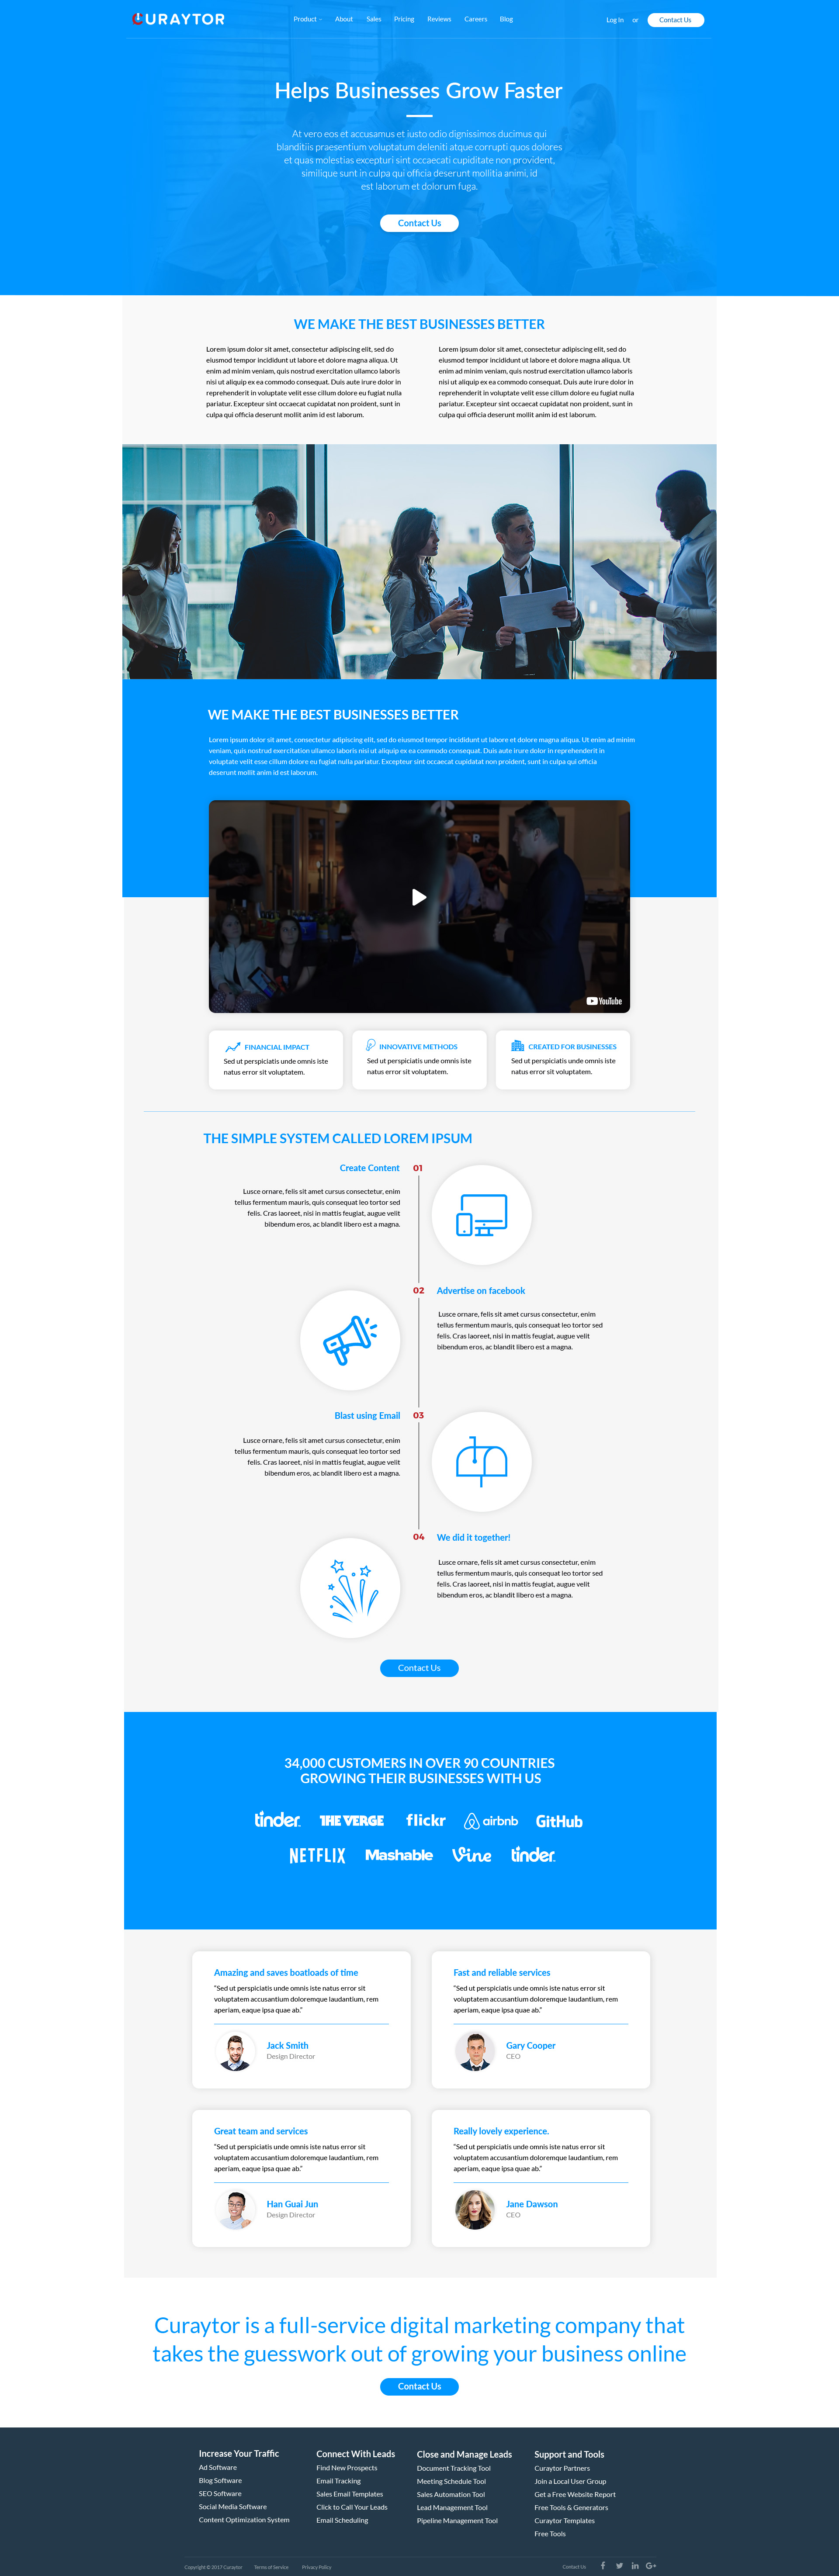 CURAYTOR
Product About Sales Pricing Reviews Careers Blog
Log In or Contact Us
Helps Businesses Grow Faster
At vero eos et accusamus et iusto odio dignissimos ducimus qui
blanditiis praesentium voluptatum deleniti atque corrupti quos dolores
et quas molestias excepturi sint occaecati cupiditate non provident,
similique sunt in culpa qui officia deserunt mollitia animi, id
est laborum et dolorum fuga.
Contact Us
WE MAKE THE BEST BUSINESSES BETTER
Lorem ipsum dolor sit amet, consectetur adipiscing elit, sed do
eiusmod tempor incididunt ut labore et dolore magna aliqua. Ut
enim ad minim veniam, quis nostrud exercitation ullamco laboris
nisi ut aliquip ex ea commodo consequat. Duis aute irure dolor in
reprehenderit in voluptate velit esse cillum dolore eu fugiat nulla
pariatur. Excepteur sint occaecat cupidatat non proident, sunt in
culpa qui officia deserunt mollit anim id est laborum.
Lorem ipsum dolor sit amet, consectetur adipiscing elit, sed do
eiusmod tempor incididunt ut labore et dolore magna aliqua. Ut
enim ad minim veniam, quis nostrud exercitation ullamco laboris
nisi ut aliquip ex ea commodo consequat. Duis aute irure dolor in
reprehenderit in voluptate velit esse cillum dolore eu fugiat nulla
pariatur. Excepteur sint occaecat cupidatat non proident, sunt in
culpa qui officia deserunt mollit anim id est laborum.
WE MAKE THE BEST BUSINESSES BETTER
Lorem ipsum dolor sit amet, consectetur adipiscing elit, sed do eiusmod tempor incididunt ut labore et dolore magna aliqua. Ut enim ad minim
veniam, quis nostrud exercitation ullamco laboris nisi ut aliquip ex ea commodo consequat. Duis aute irure dolor in reprehenderit in
voluptate velit esse cillum dolore eu fugiat nulla pariatur. Excepteur sint occaecat cupidatat non proident, sunt in culpa qui officia
deserunt mollit anim id est laborum.
YouTube
FINANCIAL IMPACT
Sed ut perspiciatis unde omnis iste
natus error sit voluptatem.
INNOVATIVE METHODS
Sed ut perspiciatis unde omnis iste
natus error sit voluptatem.
CREATED FOR BUSINESSES
Sed ut perspiciatis unde omnis iste
natus error sit voluptatem.
THE SIMPLE SYSTEM CALLED LOREM IPSUM
Create Content 01
Lusce ornare, felis sit amet cursus consectetur, enim
tellus fermentum mauris, quis consequat leo tortor sed
felis. Cras laoreet, nisi in mattis feugiat, augue velit
bibendum eros, ac blandit libero est a magna.
02 Advertise on facebook
Lusce ornare, felis sit amet cursus consectetur, enim
tellus fermentum mauris, quis consequat leo tortor sed
felis. Cras laoreet, nisi in mattis feugiat, augue velit
bibendum eros, ac blandit libero est a magna.
Blast using Email 03
Lusce ornare, felis sit amet cursus consectetur, enim
tellus fermentum mauris, quis consequat leo tortor sed
felis. Cras laoreet, nisi in mattis feugiat, augue velit
bibendum eros, ac blandit libero est a magna.
04 We did it together!
Lusce ornare, felis sit amet cursus consectetur, enim
tellus fermentum mauris, quis consequat leo tortor sed
felis. Cras laoreet, nisi in mattis feugiat, augue velit
bibendum eros, ac blandit libero est a magna.
Contact Us
34,000 CUSTOMERS IN OVER 90 COUNTRIES
GROWING THEIR BUSINESSES WITH US
tinder THE VERGE flickr airbnb GitHub
NETFLIX Mashable Vine tinder
Amazing and saves boatloads of time
"Sed ut perspiciatis unde omnis iste natus error sit
voluptatem accusantium doloremque laudantium, rem
aperiam, eaque ipsa quae ab."
Jack Smith
Design Director
Fast and reliable services
"Sed ut perspiciatis unde omnis iste natus error sit
voluptatem accusantium doloremque laudantium, rem
aperiam, eaque ipsa quae ab."
Gary Cooper
CEO
Great team and services
"Sed ut perspiciatis unde omnis iste natus error sit
voluptatem accusantium doloremque laudantium, rem
aperiam, eaque ipsa quae ab."
Han Guai Jun
Design Director
Really lovely experience.
"Sed ut perspiciatis unde omnis iste natus error sit
voluptatem accusantium doloremque laudantium, rem
aperiam, eaque ipsa quae ab."
Jane Dawson
CEO
Curaytor is a full-service digital marketing company that
takes the guesswork out of growing your business online
Contact Us
Increase Your Traffic
Ad Software
Blog Software
SEO Software
Social Media Software
Content Optimization System
Connect With Leads
Find New Prospects
Email Tracking
Sales Email Templates
Click to Call Your Leads
Email Scheduling
Close and Manage Leads
Document Tracking Tool
Meeting Schedule Tool
Sales Automation Tool
Lead Management Tool
Pipeline Management Tool
Support and Tools
Curaytor Partners
Join a Local User Group
Get a Free Website Report
Free Tools & Generators
Curaytor Templates
Free Tools
Copyright © 2017 Curaytor Terms of Service Privacy Policy
Contact Us